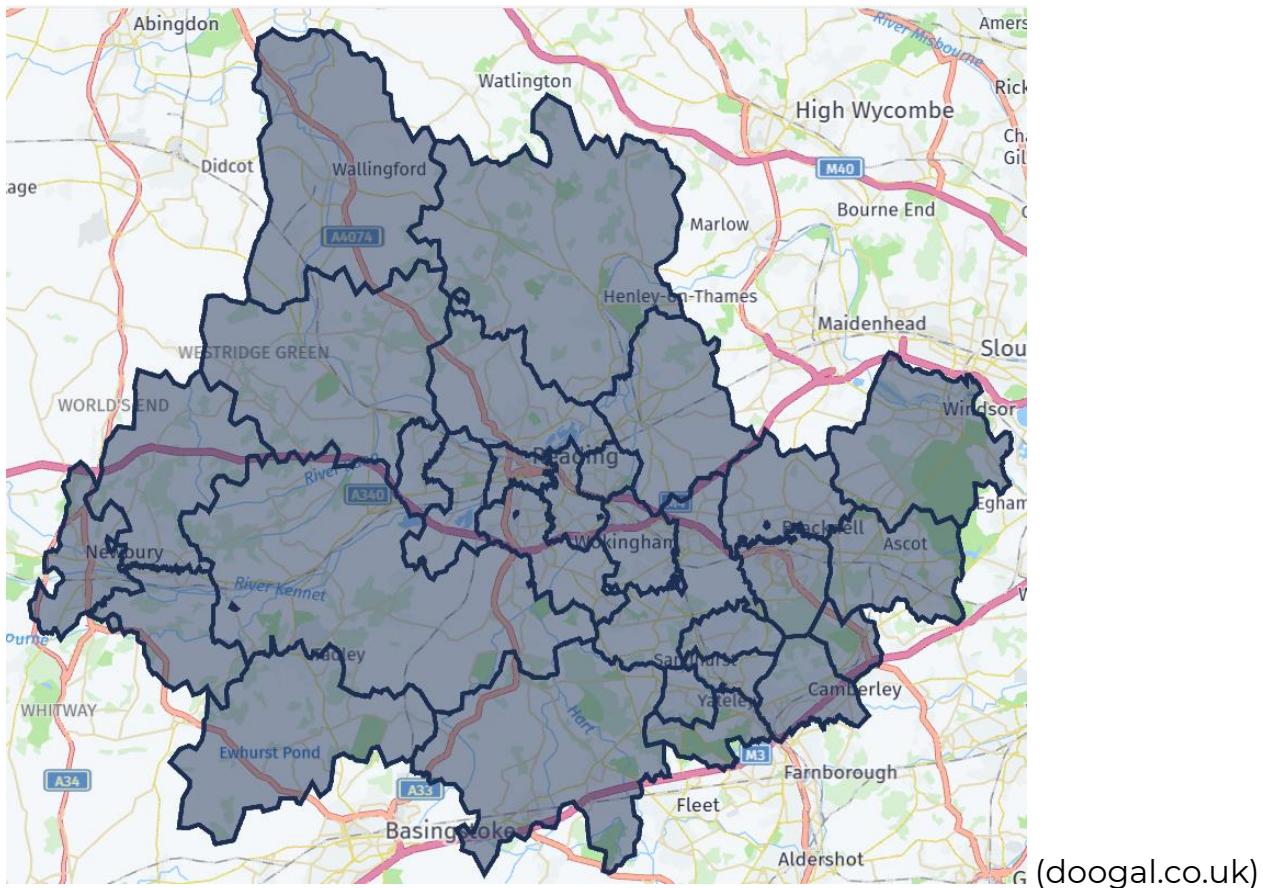 Abingdon
River Misbourne
Amers
Watlington
Rick
High Wycombe
Cha
Gil
Didcot
Wallingford
M40
age
Bourne End
Marlow
A4074
Henley-on-Thames
Maidenhead
Slou
WESTRIDGE GREEN
WORLD'S END
Windsor
Reading
River
A340
M4
Egham
Newbury
Wokingham
Bracknell
Ascot
River Kennet
ourne
Tadley
Sandhurst
Camberley
WHITWAY
Yateley
Hart
Ewhurst Pond
M3
A34
A33
Farnborough
Fleet
Basingstoke
Aldershot
G
(doogal.co.uk)